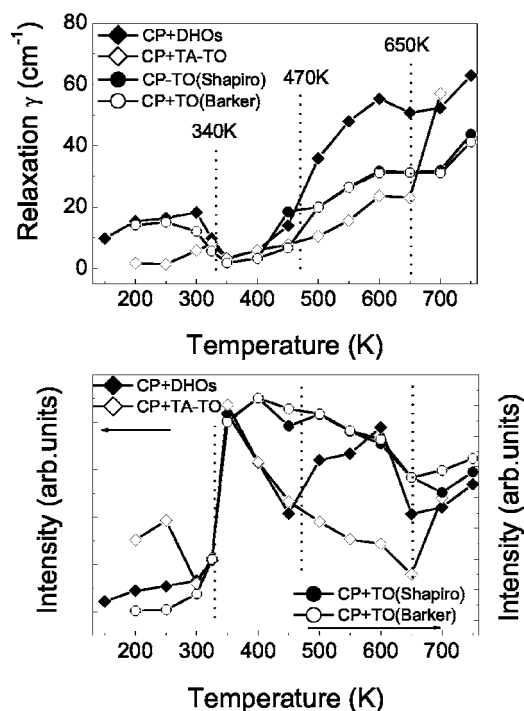 Relaxation γ (cm⁻¹)
80
60
40
20
0
CP+DHOs
CP+TA-TO
CP-TO(Shapiro)
CP+TO(Barker)
340K
470K
650K
200 300 400 500 600 700
Temperature (K)
Intensity (arb.units)
CP+DHOs
CP+TA-TO
CP+TO(Shapiro)
CP+TO(Barker)
Intensity (arb.units)
200 300 400 500 600 700
Temperature (K)